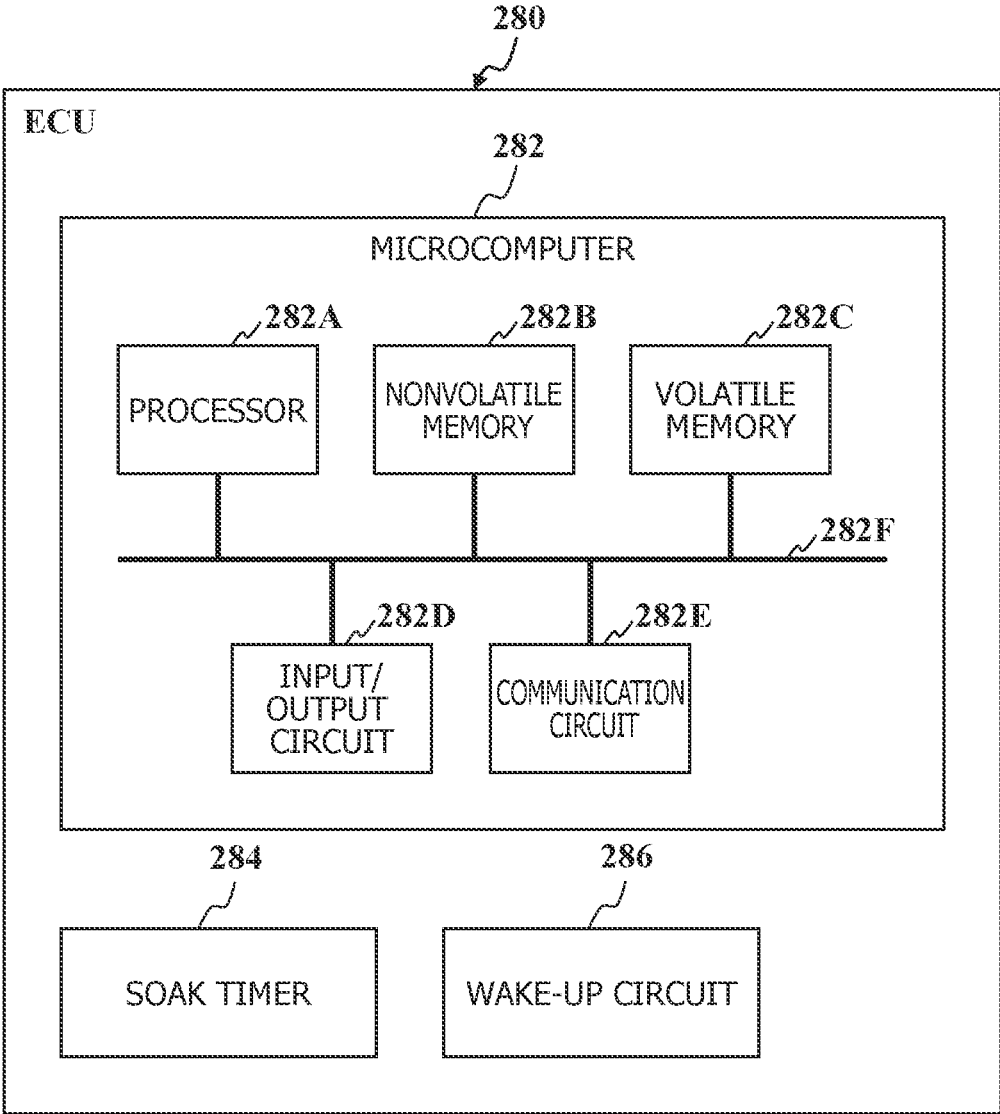 280
ECU
282
MICROCOMPUTER
282A
282B
282C
PROCESSOR
NONVOLATILE
MEMORY
VOLATILE
MEMORY
282F
282D
282E
INPUT/
OUTPUT
CIRCUIT
COMMUNICATION
CIRCUIT
284
286
SOAK TIMER
WAKE-UP CIRCUIT